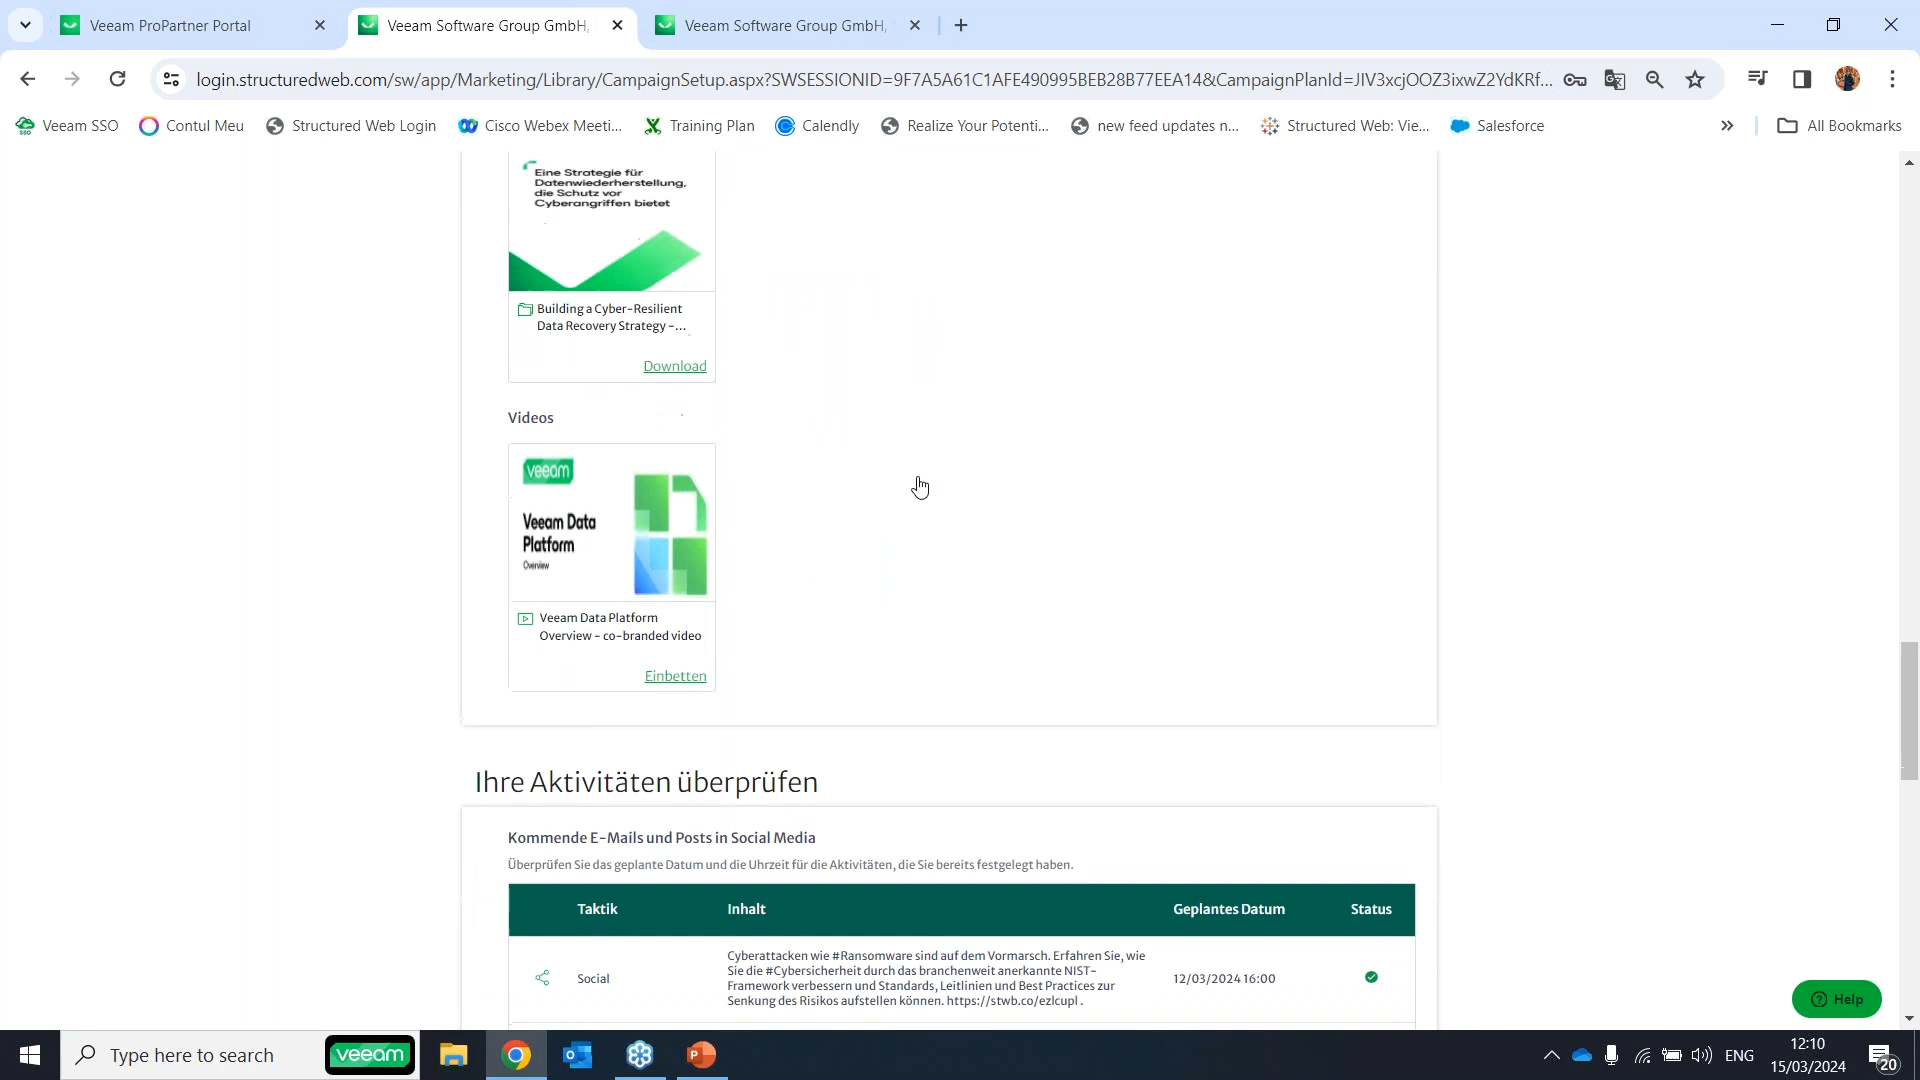 Veeam ProPartner Portal
Veeam Software Group GmbH,
Veeam Software Group GmbH,
login.structuredweb.com/sw/app/Marketing/Library/CampaignSetup.aspx?SWSESSIONID=9F7A5A61C1AFE490995BEB28B77EEA14&CampaignPlanId=JIV3xcjOOZ3ixwZ2YdKRf...
Veeam SSO
Contul Meu
Structured Web Login
Cisco Webex Meeti...
Training Plan
Calendly
Realize Your Potenti...
new feed updates n...
Structured Web: Vie...
Salesforce
All Bookmarks
Eine Strategie für
Datenwiederherstellung,
die Schutz vor
Cyberangriffen bietet
Building a Cyber-Resilient
Data Recovery Strategy -...
Download
Videos
veeam
Veeam Data
Platform
Overview
Veeam Data Platform
Overview - co-branded video
Einbetten
Ihre Aktivitäten überprüfen
Kommende E-Mails und Posts in Social Media
Überprüfen Sie das geplante Datum und die Uhrzeit für die Aktivitäten, die Sie bereits festgelegt haben.
Taktik Inhalt Geplantes Datum Status
Cyberattacken wie #Ransomware sind auf dem Vormarsch. Erfahren Sie, wie
Sie die #Cybersicherheit durch das branchenweit anerkannte NIST-
Framework verbessern und Standards, Leitlinien und Best Practices zur
Senkung des Risikos aufstellen können. https://stwb.co/ezlcupl .
Social
12/03/2024 16:00
Help
Type here to search
veeam
ENG
12:10
15/03/2024
20